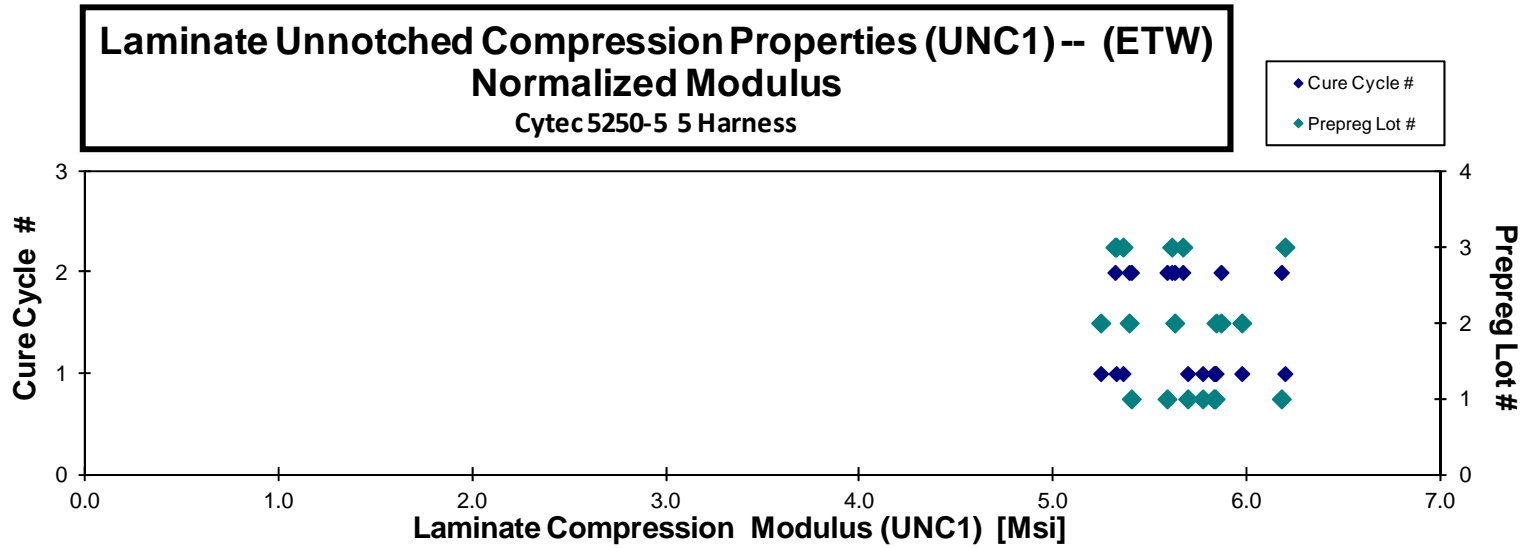 Laminate Unnotched Compression Properties (UNC1) -- (ETW)
Normalized Modulus
Cytec 5250-5 5 Harness
Cure Cycle #
Prepreg Lot #
3
2
1
0
Cure Cycle #
4
3
2
1
0
Prepreg Lot #
0.0 1.0 2.0 3.0 4.0 5.0 6.0 7.0
Laminate Compression Modulus (UNC1) [Msi]